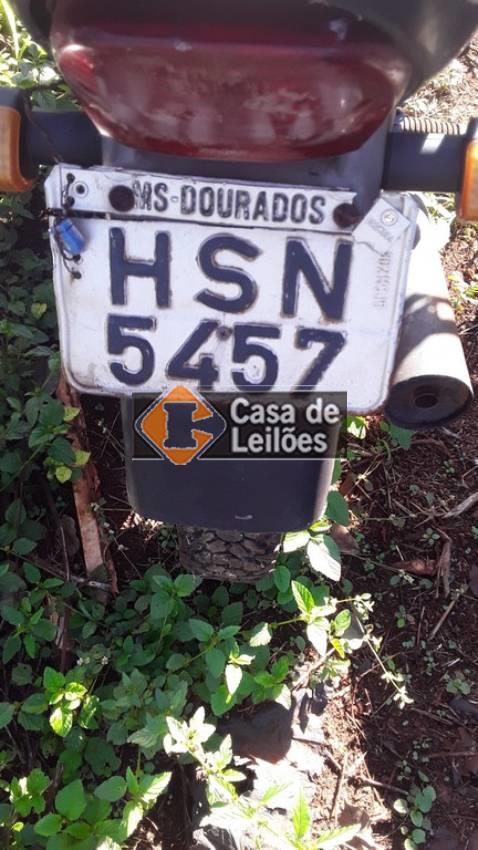 MS-DOURADOS
HSN
5457
Casa de
Leilões